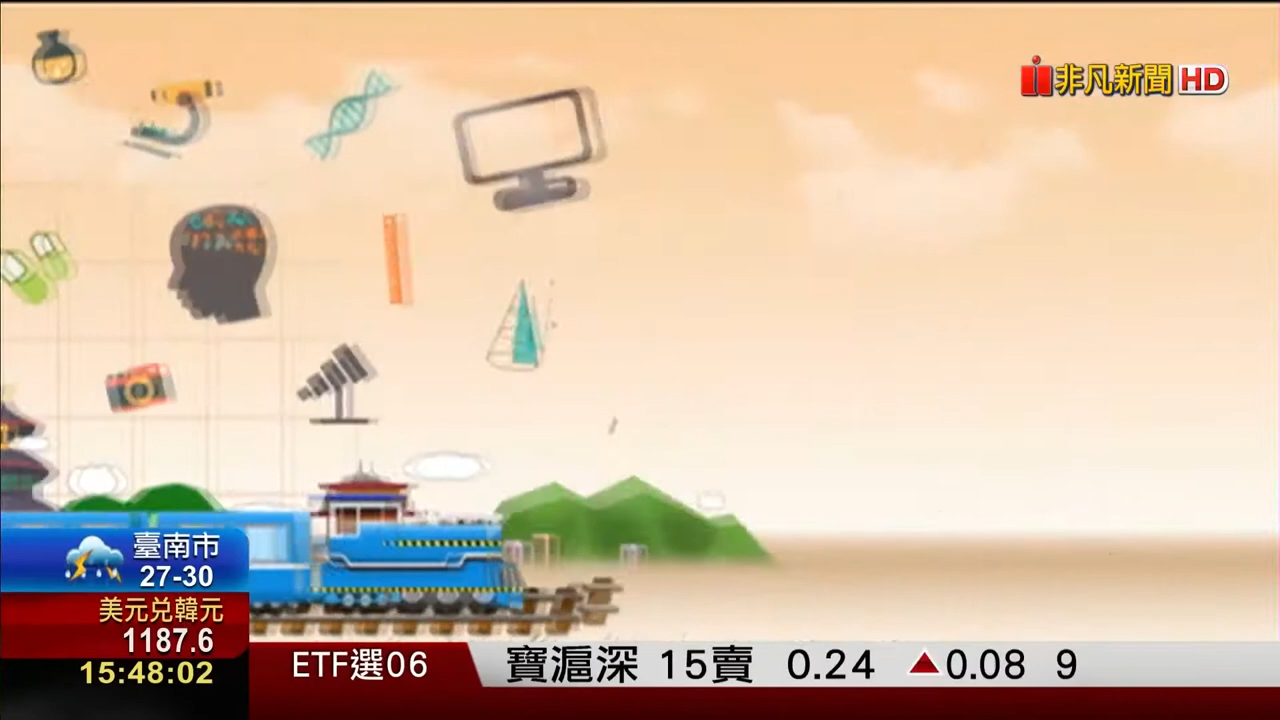 非凡新聞HD
臺南市
27-30
美元兌韓元
1187.6
15:48:02
ETF選06
寶滬深 15賣 0.24 ▲0.08 9